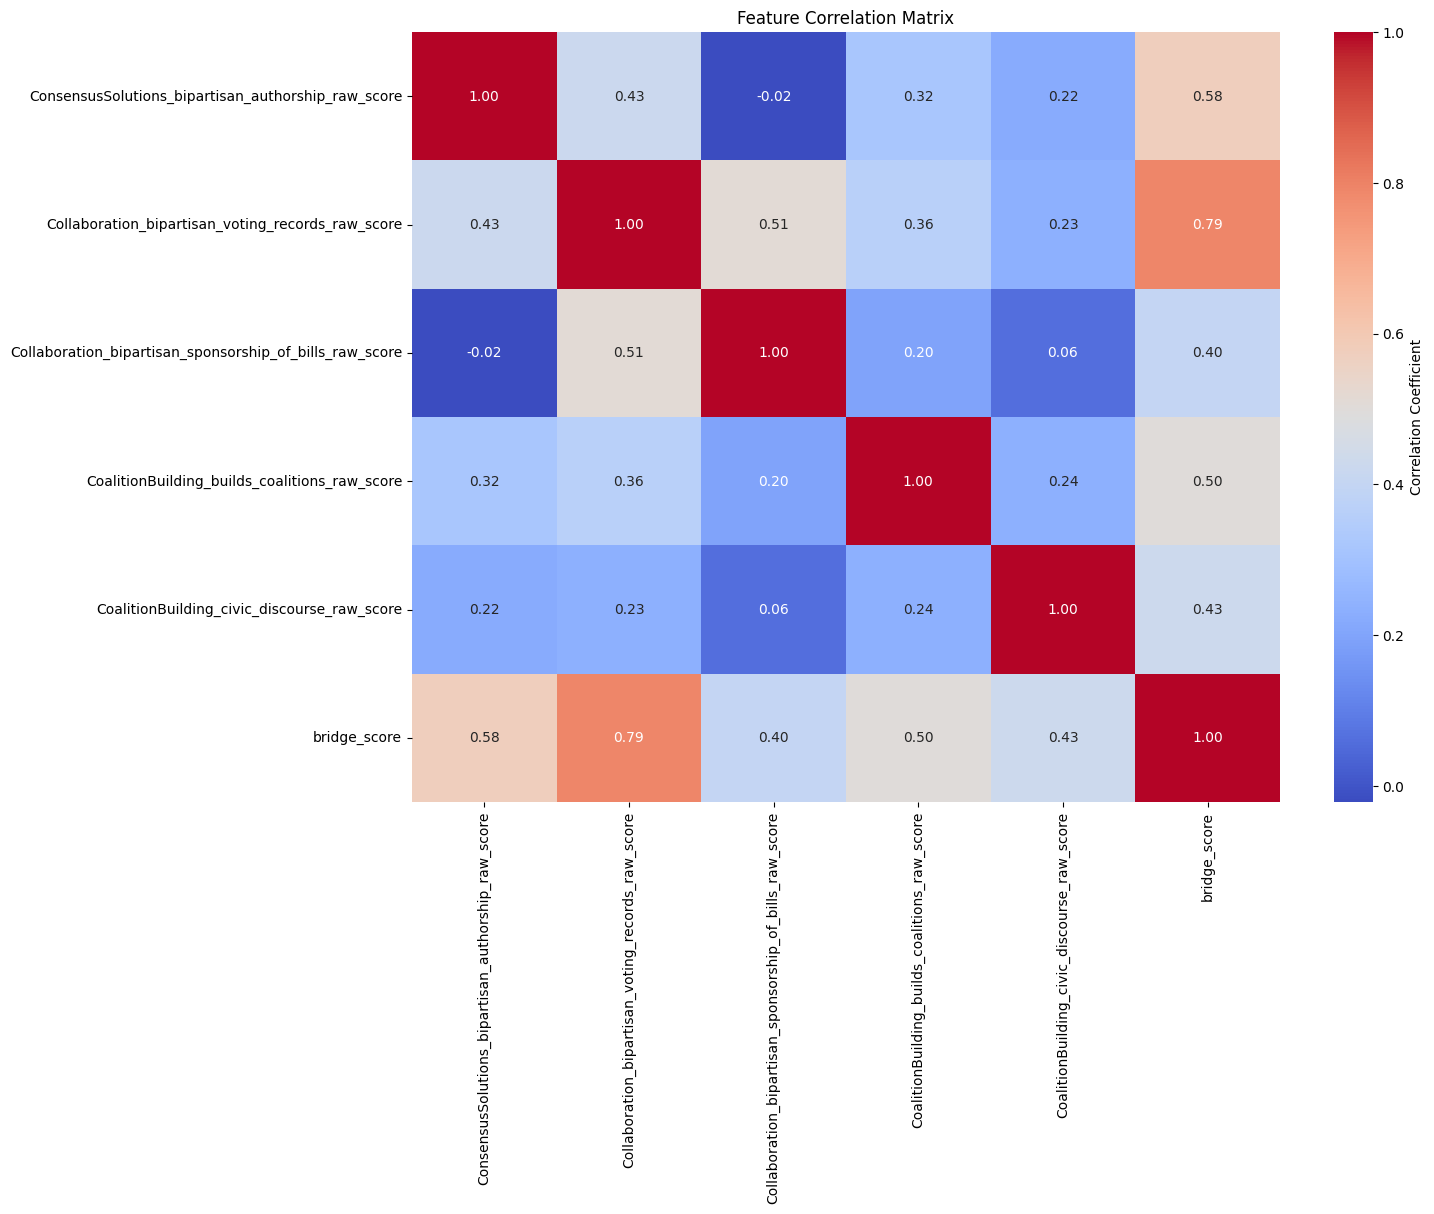 Feature Correlation Matrix
ConsensusSolutions_bipartisan_authorship_raw_score
1.00 0.43 -0.02 0.32 0.22 0.58
Collaboration_bipartisan_voting_records_raw_score
0.43 1.00 0.51 0.36 0.23 0.79
Collaboration_bipartisan_sponsorship_of_bills_raw_score
-0.02 0.51 1.00 0.20 0.06 0.40
CoalitionBuilding_builds_coalitions_raw_score
0.32 0.36 0.20 1.00 0.24 0.50
CoalitionBuilding_civic_discourse_raw_score
0.22 0.23 0.06 0.24 1.00 0.43
bridge_score
0.58 0.79 0.40 0.50 0.43 1.00
ConsensusSolutions_bipartisan_authorship_raw_score
Collaboration_bipartisan_voting_records_raw_score
Collaboration_bipartisan_sponsorship_of_bills_raw_score
CoalitionBuilding_builds_coalitions_raw_score
CoalitionBuilding_civic_discourse_raw_score
bridge_score
1.0
0.8
0.6
0.4
0.2
0.0
Correlation Coefficient